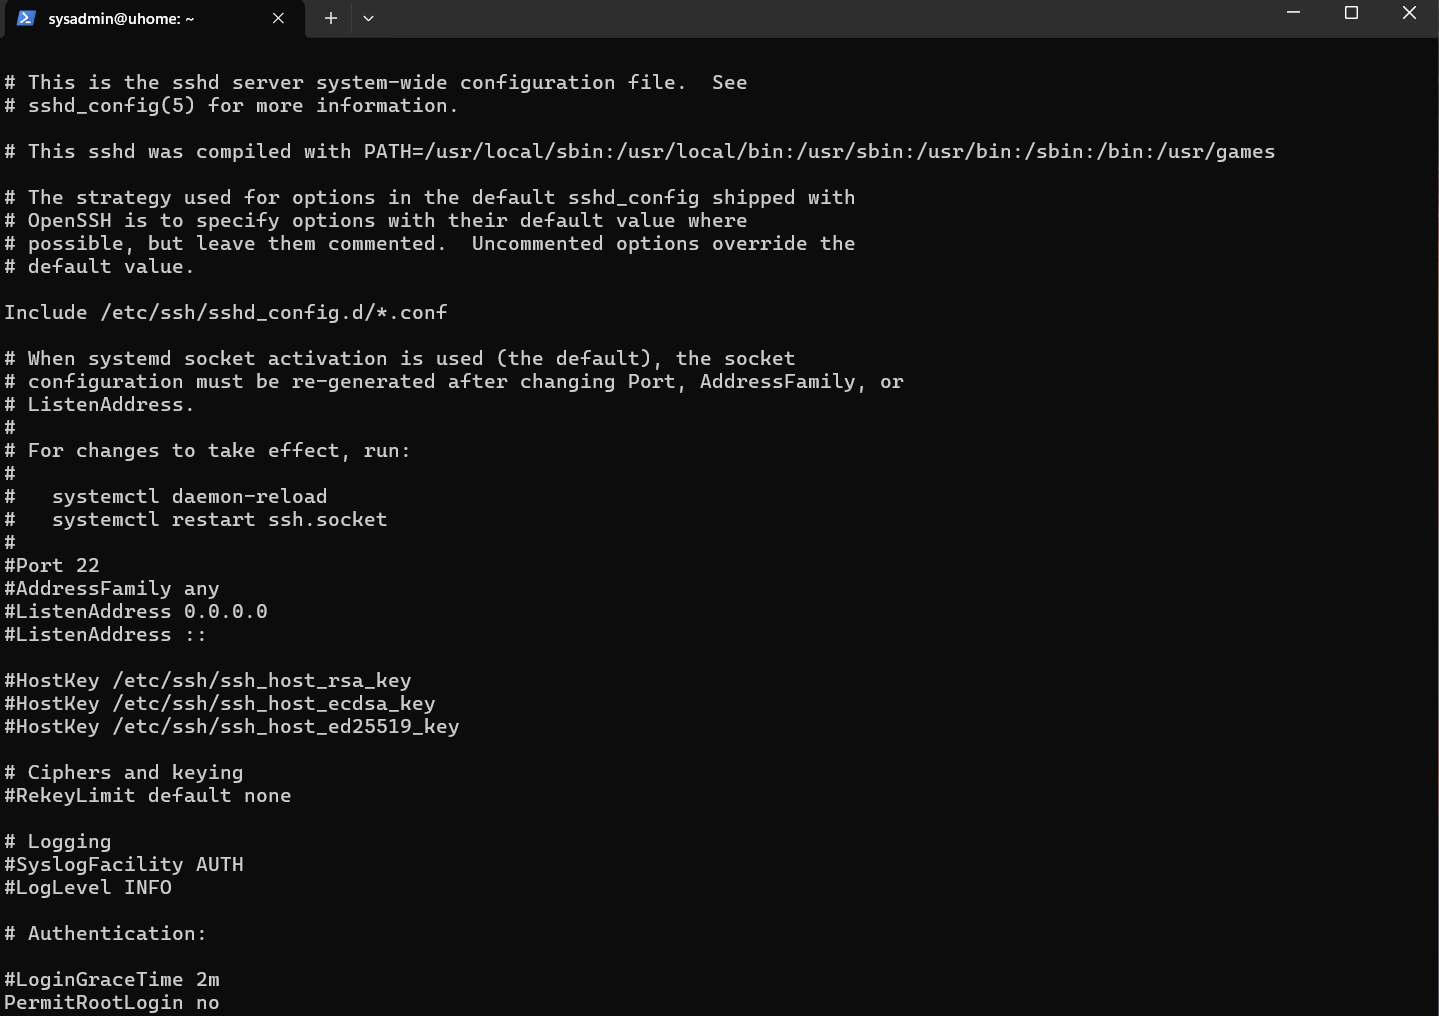 sysadmin@uhome: ~
# This is the sshd server system-wide configuration file.  See
# sshd_config(5) for more information.

# This sshd was compiled with PATH=/usr/local/sbin:/usr/local/bin:/usr/sbin:/usr/bin:/sbin:/bin:/usr/games

# The strategy used for options in the default sshd_config shipped with
# OpenSSH is to specify options with their default value where
# possible, but leave them commented.  Uncommented options override the
# default value.

Include /etc/ssh/sshd_config.d/*.conf

# When systemd socket activation is used (the default), the socket
# configuration must be re-generated after changing Port, AddressFamily, or
# ListenAddress.
#
# For changes to take effect, run:
#
#   systemctl daemon-reload
#   systemctl restart ssh.socket
#
#Port 22
#AddressFamily any
#ListenAddress 0.0.0.0
#ListenAddress ::

#HostKey /etc/ssh/ssh_host_rsa_key
#HostKey /etc/ssh/ssh_host_ecdsa_key
#HostKey /etc/ssh/ssh_host_ed25519_key

# Ciphers and keying
#RekeyLimit default none

# Logging
#SyslogFacility AUTH
#LogLevel INFO

# Authentication:

#LoginGraceTime 2m
PermitRootLogin no